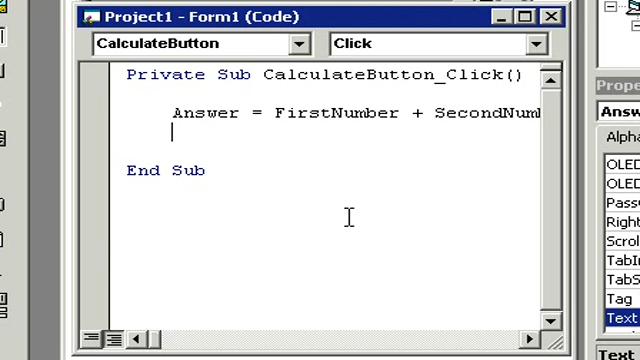 Project1 - Form1 (Code)
CalculateButton
Click
Private Sub CalculateButton_Click()
Answer = FirstNumber + SecondNumb
End Sub
Prope
Answ
Alpha
OLED
OLED
Pass
Right
Scrol
TabIn
TabS
Tag
Text
Text